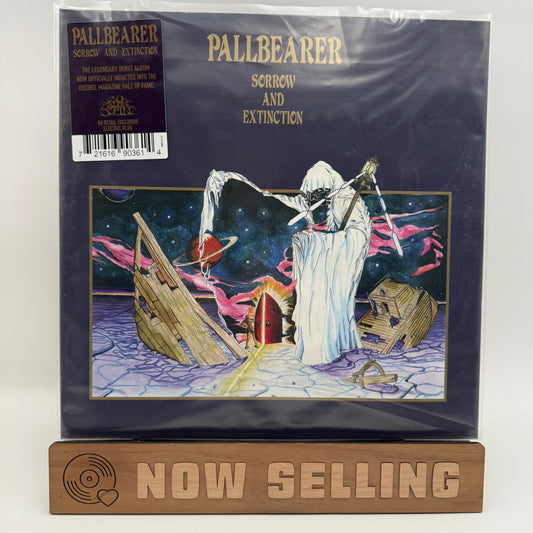 PALLBEARER
SORROW AND EXTINCTION
THE LEGENDARY DEBUT ALBUM
NOW OFFICIALLY INDUCTED INTO THE
DECIBEL MAGAZINE HALL OF FAME
RETAIL EXCLUSIVE
ELECTRIC BLUE
7 21616 90361 4
PALLBEARER
SORROW
AND
EXTINCTION
NOW SELLING